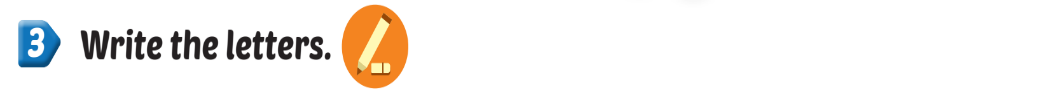 3 Write the letters.